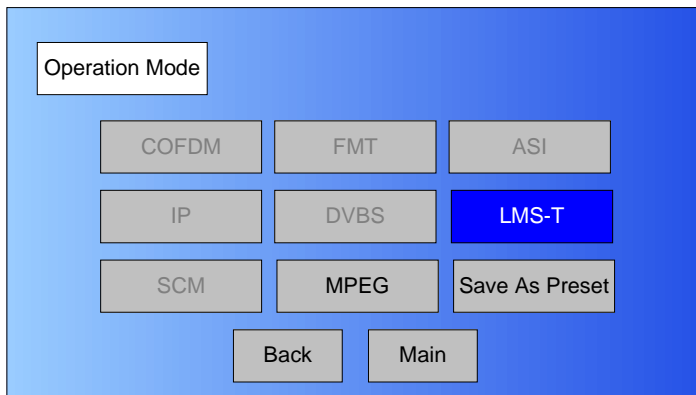 Operation Mode
COFDM
FMT
ASI
IP
DVBS
LMS-T
SCM
MPEG
Save As Preset
Back
Main